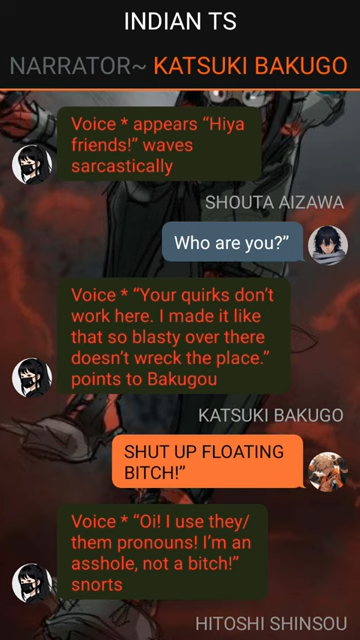 INDIAN TS
NARRATOR~ KATSUKI BAKUGO
Voice * appears “Hiya
friends!” waves
sarcastically
SHOUTA AIZAWA
Who are you?”
Voice * “Your quirks don’t
work here. I made it like
that so blasty over there
doesn’t wreck the place.”
points to Bakugou
KATSUKI BAKUGO
SHUT UP FLOATING
BITCH!”
Voice * “Oi! I use they/
them pronouns! I’m an
asshole, not a bitch!”
snorts
HITOSHI SHINSOU